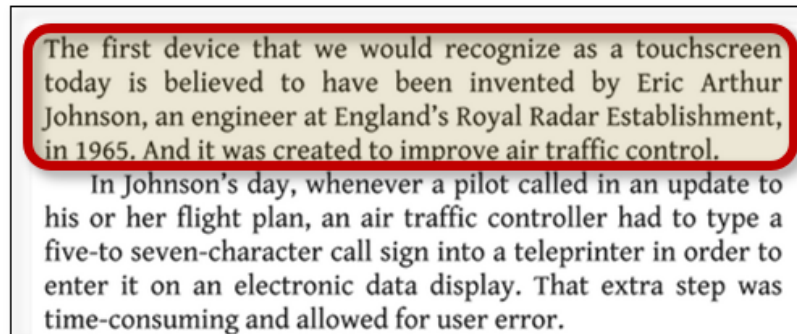 The first device that we would recognize as a touchscreen
today is believed to have been invented by Eric Arthur
Johnson, an engineer at England’s Royal Radar Establishment,
in 1965. And it was created to improve air traffic control.
In Johnson’s day, whenever a pilot called in an update to
his or her flight plan, an air traffic controller had to type a
five-to seven-character call sign into a teleprinter in order to
enter it on an electronic data display. That extra step was
time-consuming and allowed for user error.